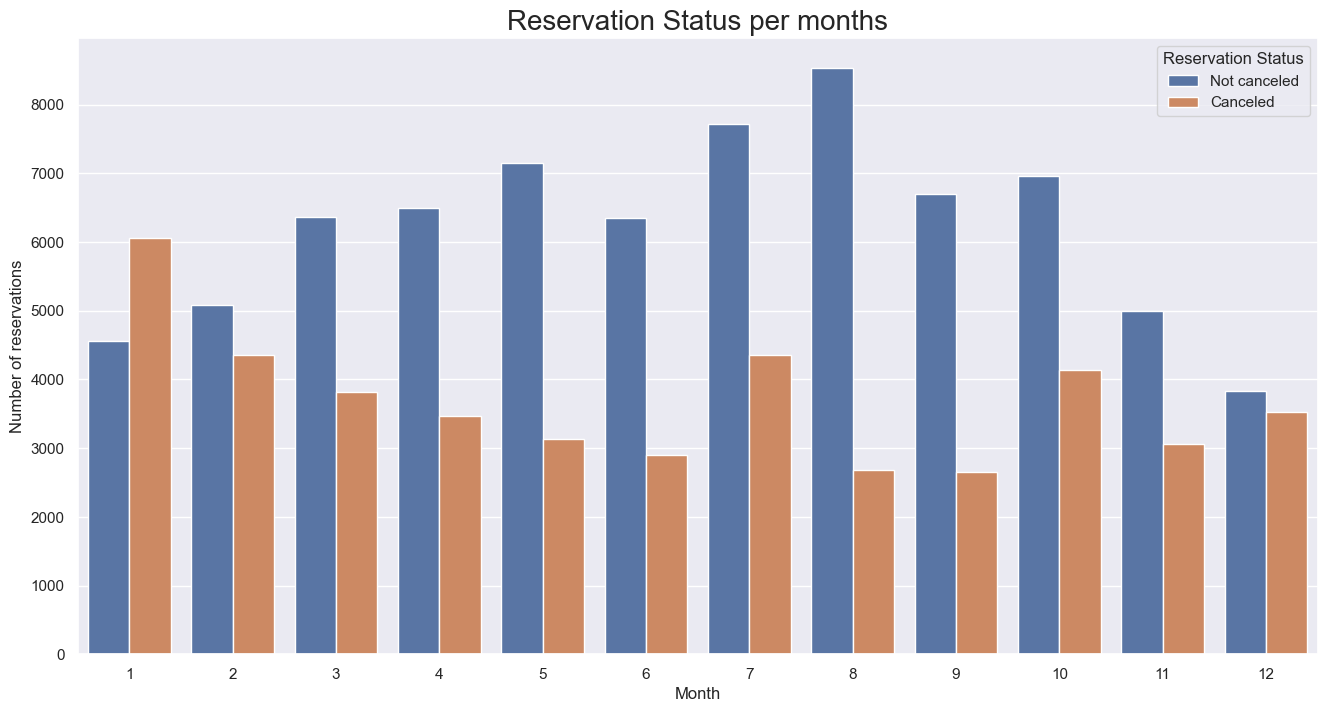 Reservation Status per months
Reservation Status
Not canceled
Canceled
Number of reservations
8000
7000
6000
5000
4000
3000
2000
1000
0
1 2 3 4 5 6 7 8 9 10 11 12
Month